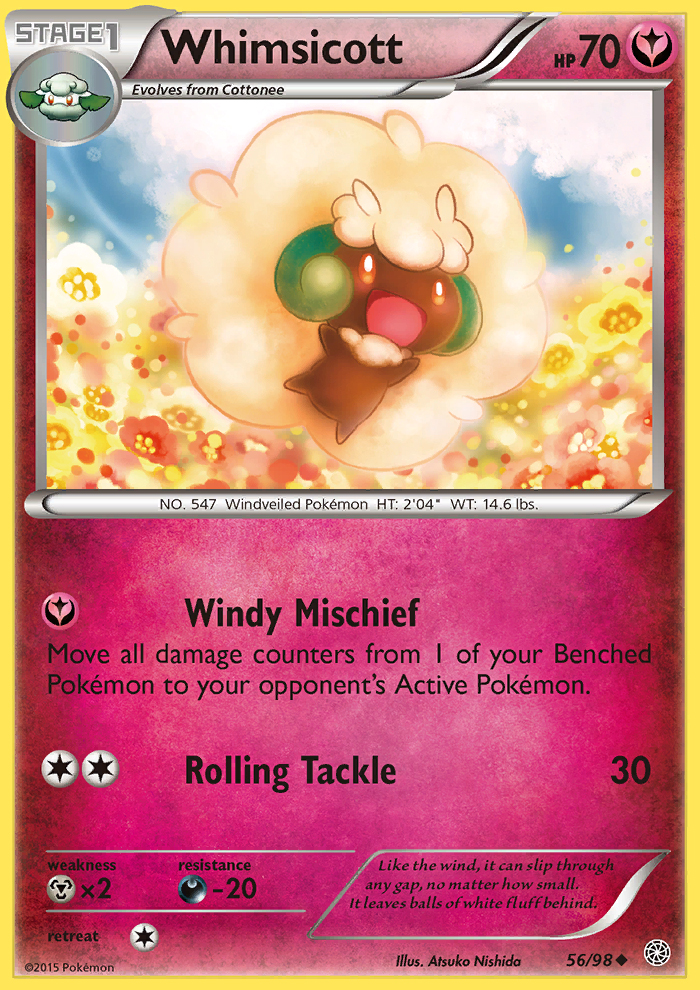 STAGE1
Whimsicott
HP70
Evolves from Cottonee
NO. 547 Windveiled Pokémon HT: 2'04" WT: 14.6 lbs.
Windy Mischief
Move all damage counters from 1 of your Benched
Pokémon to your opponent's Active Pokémon.
Rolling Tackle 30
weakness
×2
resistance
-20
retreat
Like the wind, it can slip through
any gap, no matter how small.
It leaves balls of white fluff behind.
©2015 Pokémon
Illus. Atsuko Nishida
56/98